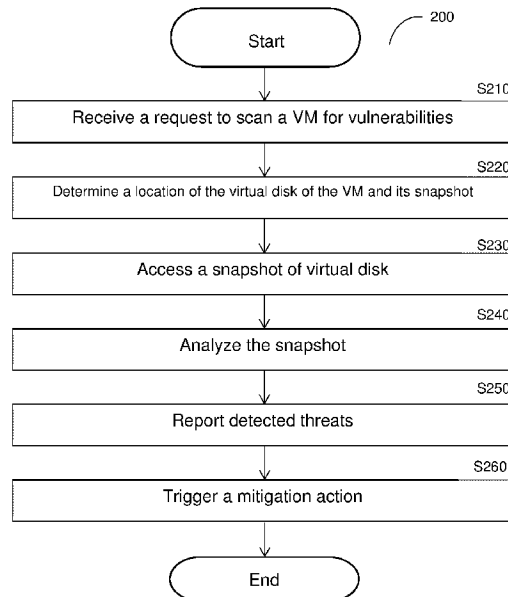 Start
200
S210
Receive a request to scan a VM for vulnerabilities
S220
Determine a location of the virtual disk of the VM and its snapshot
S230
Access a snapshot of virtual disk
S240
Analyze the snapshot
S250
Report detected threats
S260
Trigger a mitigation action
End